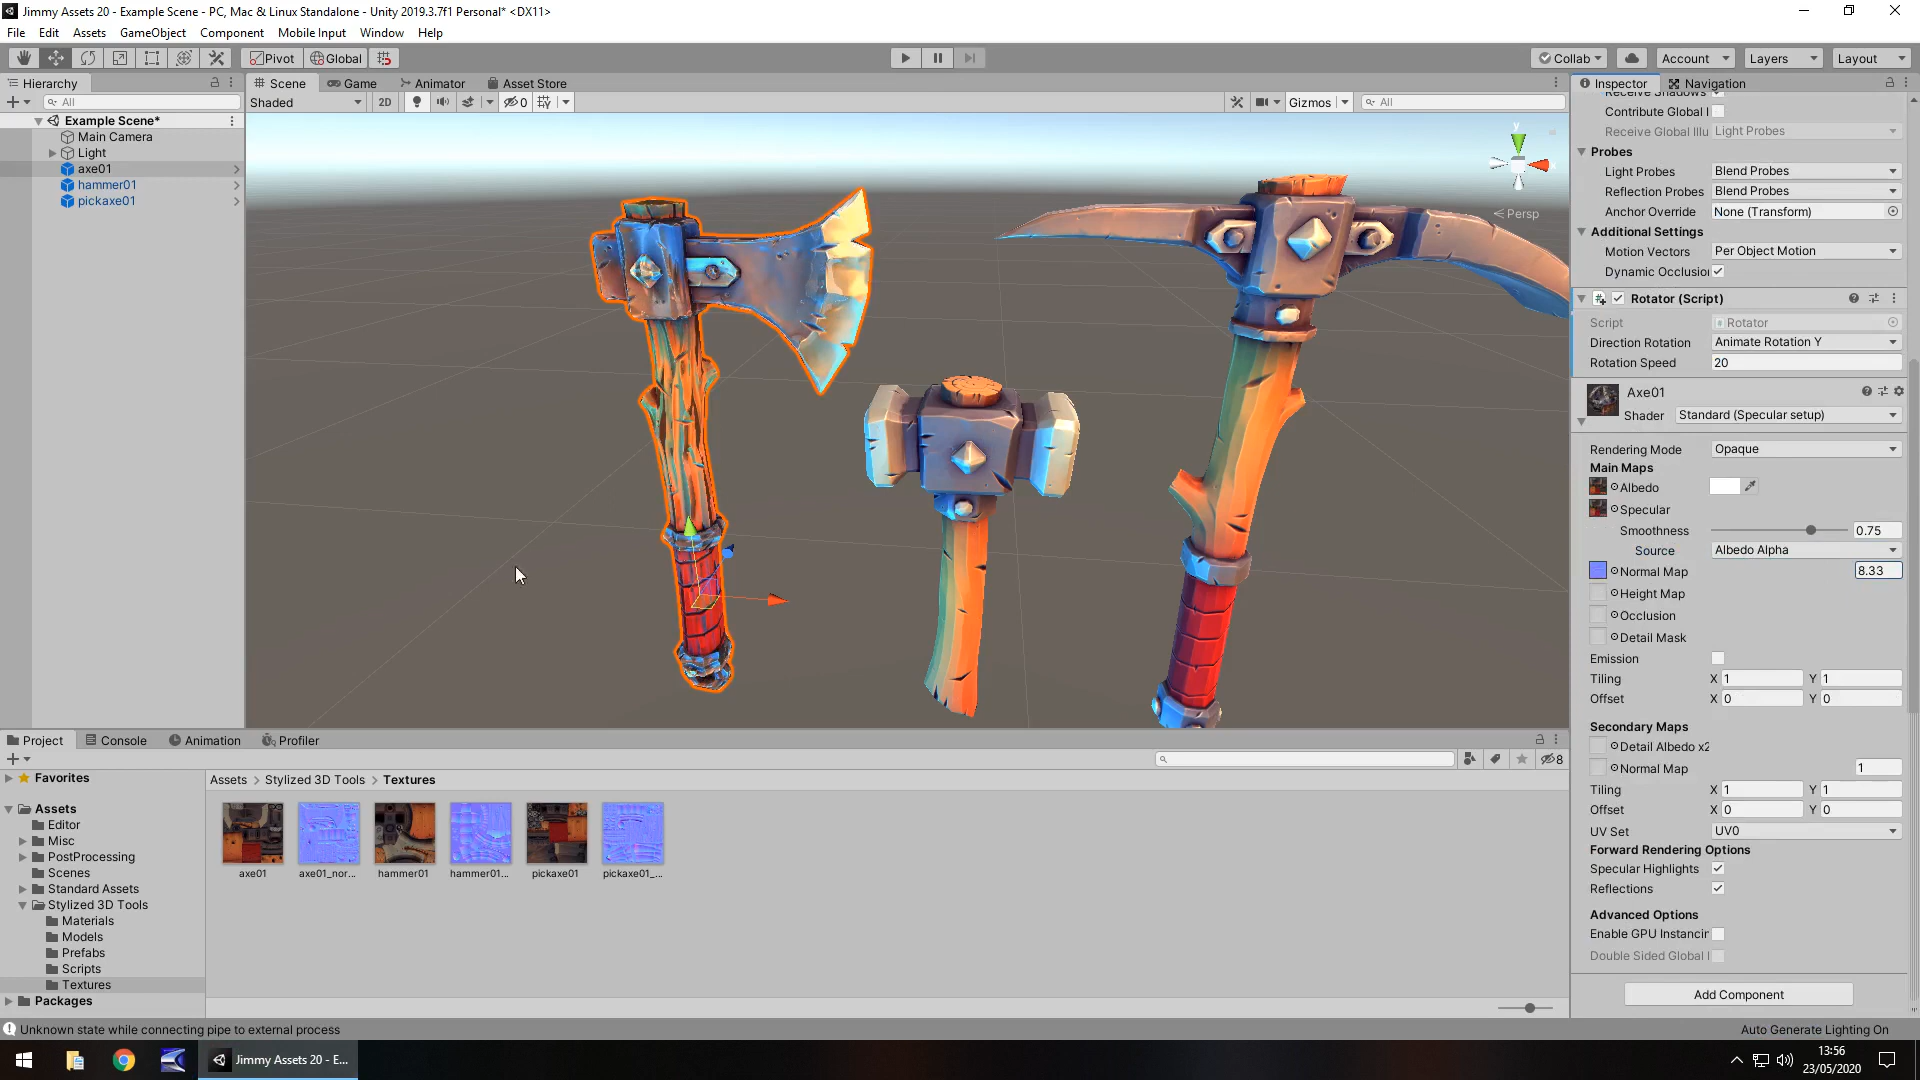 Jimmy Assets 20 - Example Scene - PC, Mac & Linux Standalone - Unity 2019.3.7f1 Personal* <DX11>
File Edit Assets GameObject Component Mobile Input Window Help
Pivot Global Collab Account Layers Layout
Hierarchy
All
Example Scene*
Main Camera
Light
axe01
hammer01
pickaxe01
Scene Game Animator Asset Store
Shaded 2D 0 Gizmos All
y
Persp
Inspector Navigation
Receive Shadows
Contribute Global I
Receive Global Illu Light Probes
Probes
Light Probes Blend Probes
Reflection Probes Blend Probes
Anchor Override None (Transform)
Additional Settings
Motion Vectors Per Object Motion
Dynamic Occlusion
Rotator (Script)
Script Rotator
Direction Rotation Animate Rotation Y
Rotation Speed 20
Axe01
Shader Standard (Specular setup)
Rendering Mode Opaque
Main Maps
Albedo
Specular
Smoothness 0.75
Source Albedo Alpha
Normal Map 8.33
Height Map
Occlusion
Detail Mask
Emission
Tiling X 1 Y 1
Offset X 0 Y 0
Secondary Maps
Detail Albedo x2
Normal Map 1
Tiling X 1 Y 1
Offset X 0 Y 0
UV Set UV0
Forward Rendering Options
Specular Highlights
Reflections
Advanced Options
Enable GPU Instancin
Double Sided Global I
Add Component
Project Console Animation Profiler
8
Favorites
Assets
Editor
Misc
PostProcessing
Scenes
Standard Assets
Stylized 3D Tools
Materials
Models
Prefabs
Scripts
Textures
Packages
Assets > Stylized 3D Tools > Textures
axe01 axe01_nor... hammer01 hammer01... pickaxe01 pickaxe01_...
Unknown state while connecting pipe to external process
Auto Generate Lighting On
Jimmy Assets 20 - E...
13:56
23/05/2020